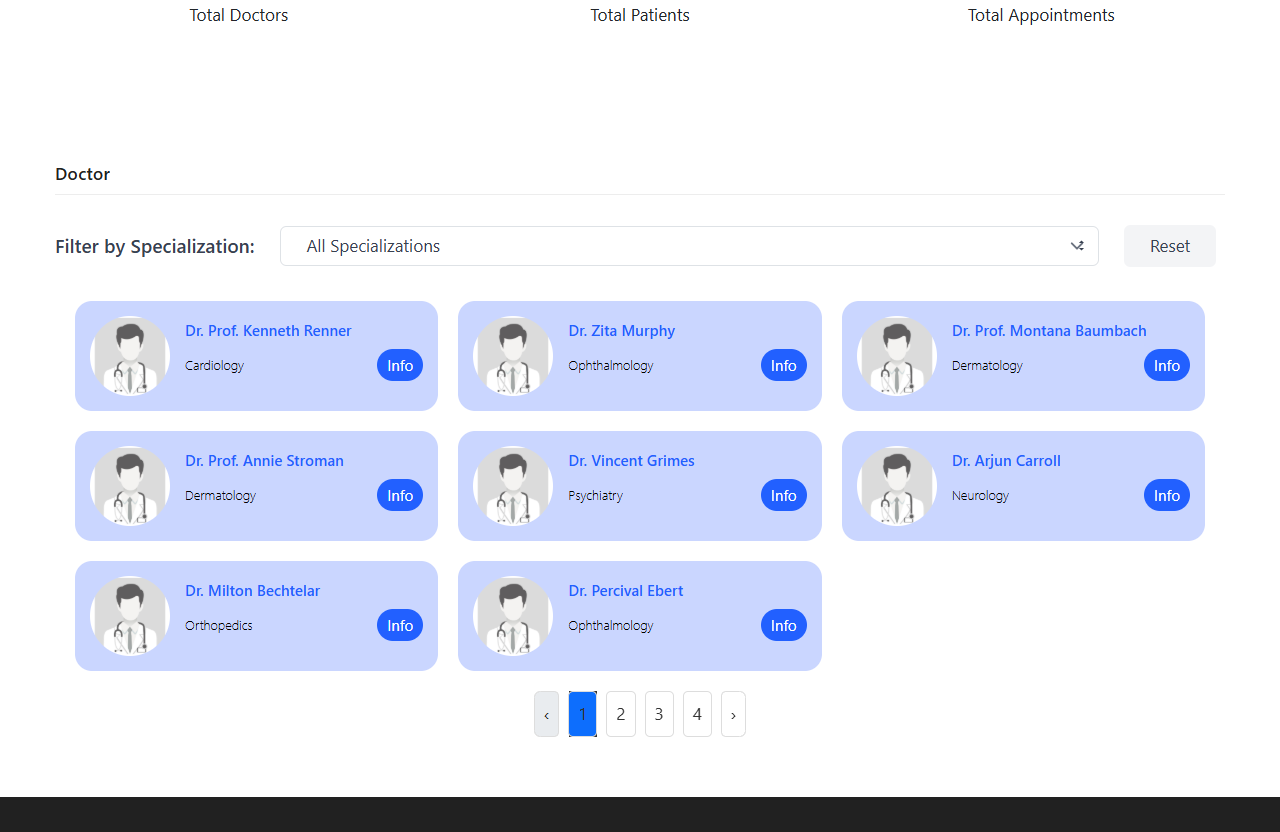 Total Doctors
Total Patients
Total Appointments
Doctor
Filter by Specialization:
All Specializations
Reset
Dr. Prof. Kenneth Renner
Cardiology
Info
Dr. Zita Murphy
Ophthalmology
Info
Dr. Prof. Montana Baumbach
Dermatology
Info
Dr. Prof. Annie Stroman
Dermatology
Info
Dr. Vincent Grimes
Psychiatry
Info
Dr. Arjun Carroll
Neurology
Info
Dr. Milton Bechtelar
Orthopedics
Info
Dr. Percival Ebert
Ophthalmology
Info
‹ 1 2 3 4 ›